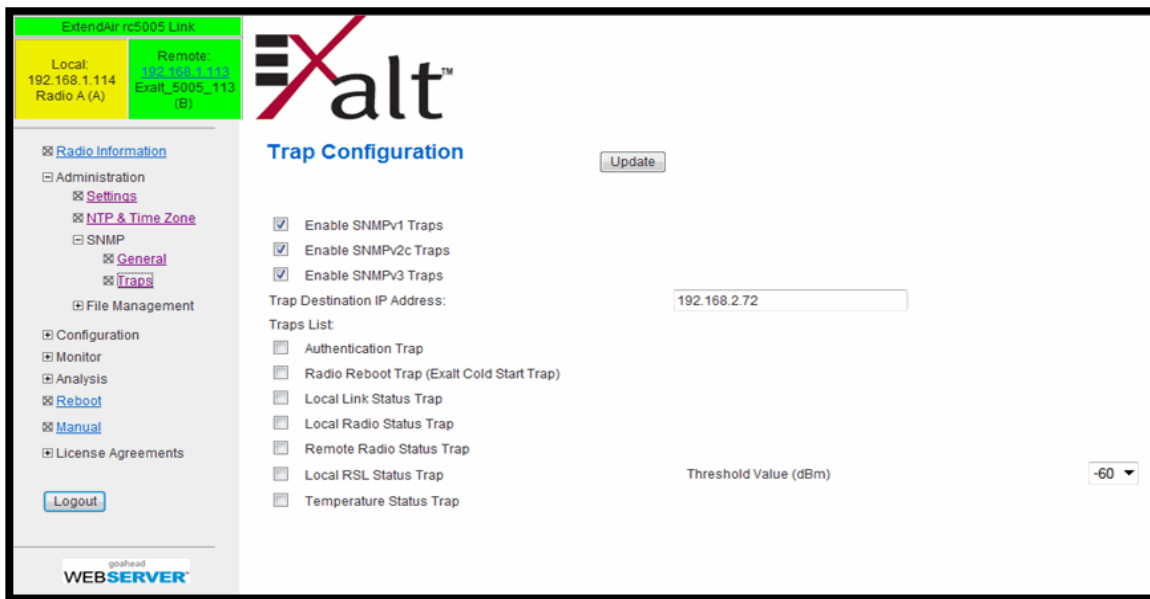 ExtendAir rc5005 Link
Local:
192.168.1.114
Radio A (A)
Remote:
192.168.1.113
Exalt_5005_113
(B)
EXalt™
Radio Information
Administration
Settings
NTP & Time Zone
SNMP
General
Traps
File Management
Configuration
Monitor
Analysis
Reboot
Manual
License Agreements
Logout
goahead
WEBSERVER™
Trap Configuration
Update
Enable SNMPv1 Traps
Enable SNMPv2c Traps
Enable SNMPv3 Traps
Trap Destination IP Address: 192.168.2.72
Traps List:
Authentication Trap
Radio Reboot Trap (Exalt Cold Start Trap)
Local Link Status Trap
Local Radio Status Trap
Remote Radio Status Trap
Local RSL Status Trap Threshold Value (dBm) -60
Temperature Status Trap